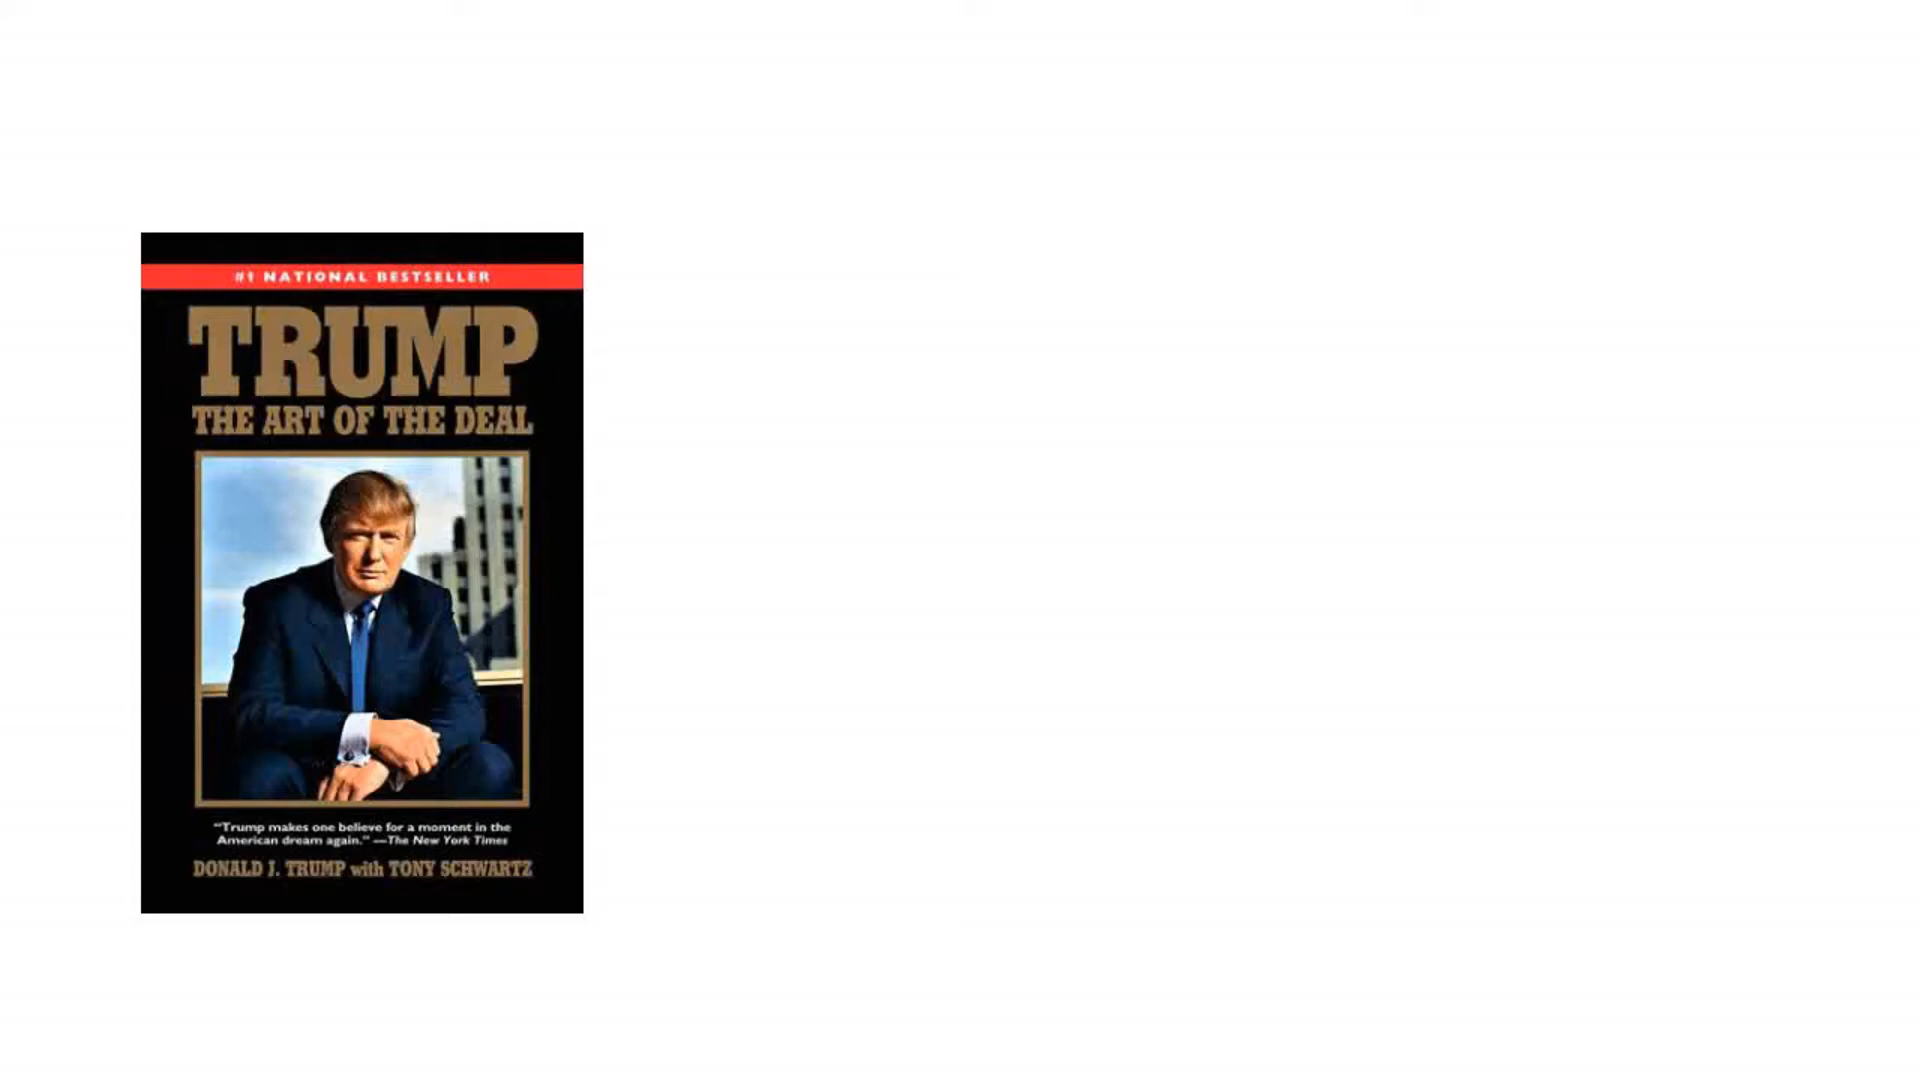 #1 NATIONAL BESTSELLER
TRUMP
THE ART OF THE DEAL
“Trump makes one believe for a moment in the
American dream again.” —The New York Times
DONALD J. TRUMP with TONY SCHWARTZ